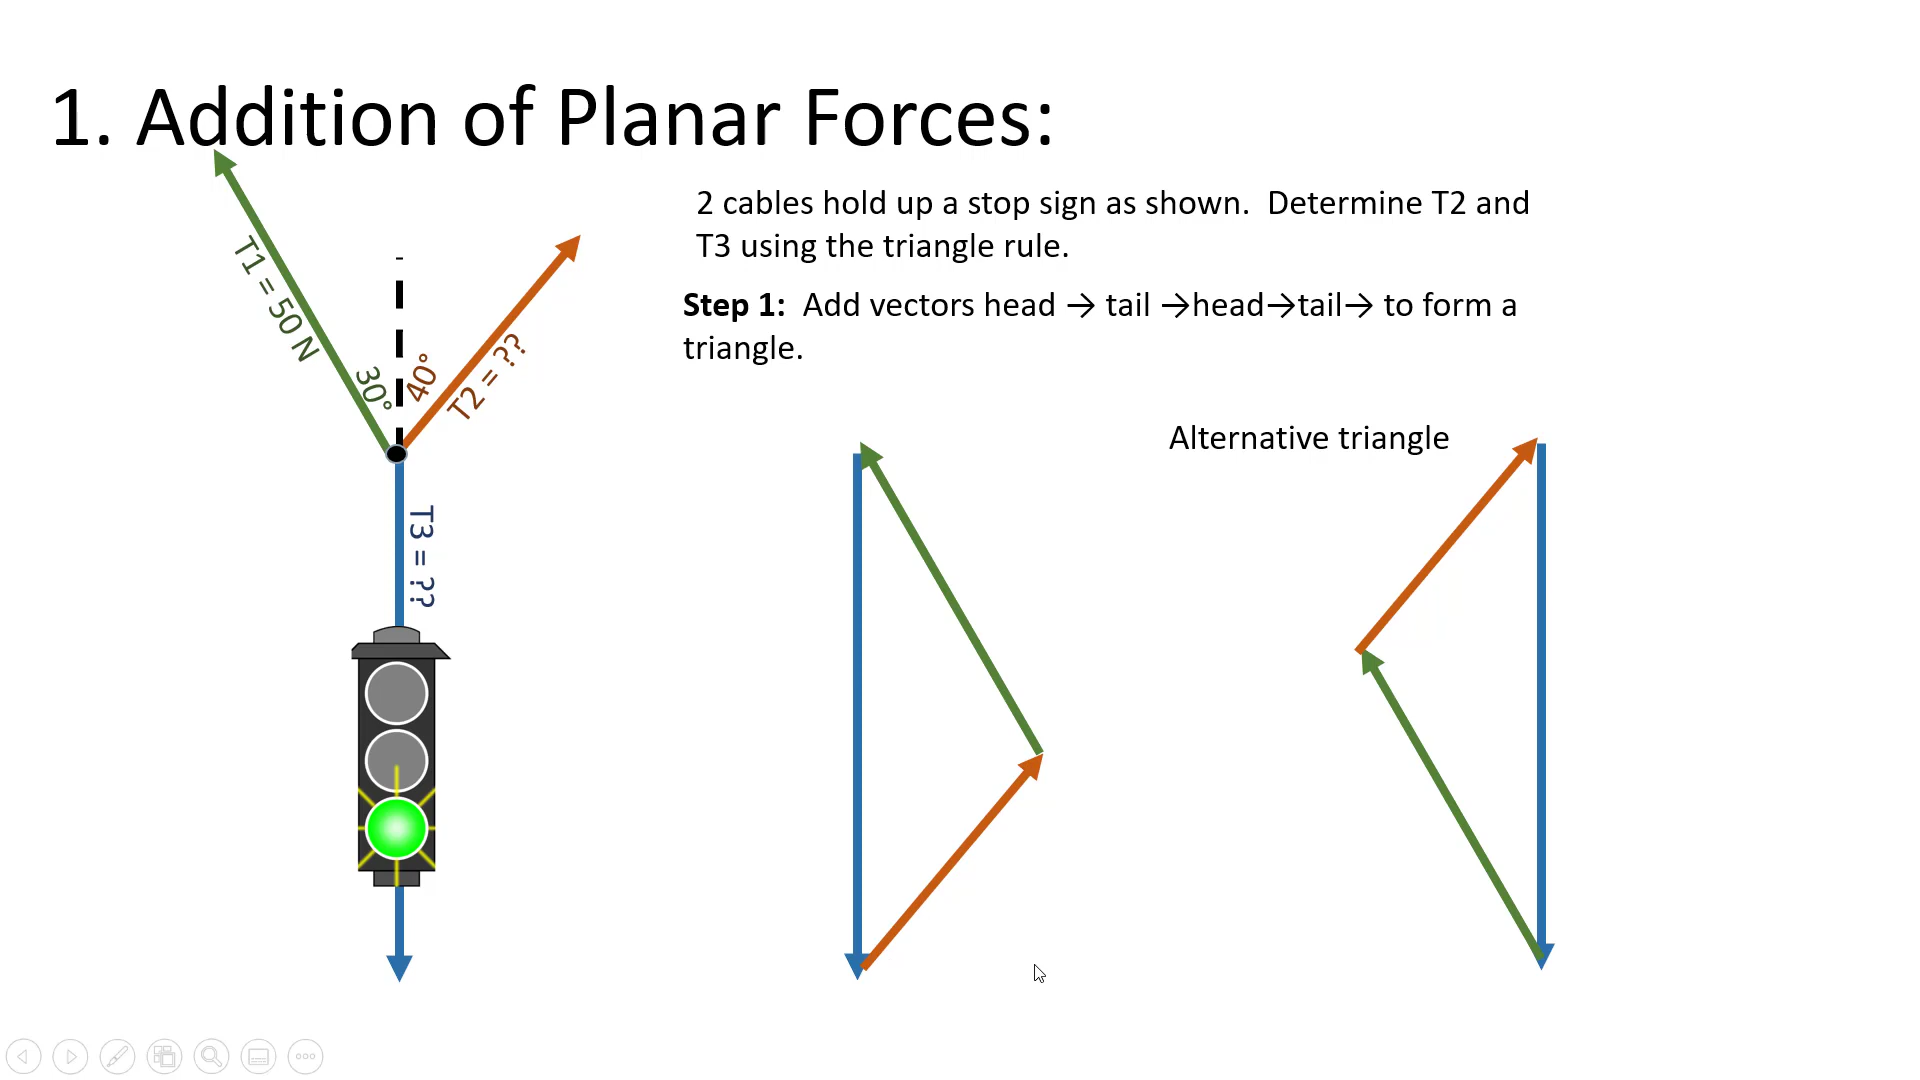 1. Addition of Planar Forces:
2 cables hold up a stop sign as shown.  Determine T2 and
T3 using the triangle rule.
Step 1:  Add vectors head → tail →head→tail→ to form a
triangle.
T1 = 50 N
30°
40°
T2 = ??
T3 = ??
Alternative triangle